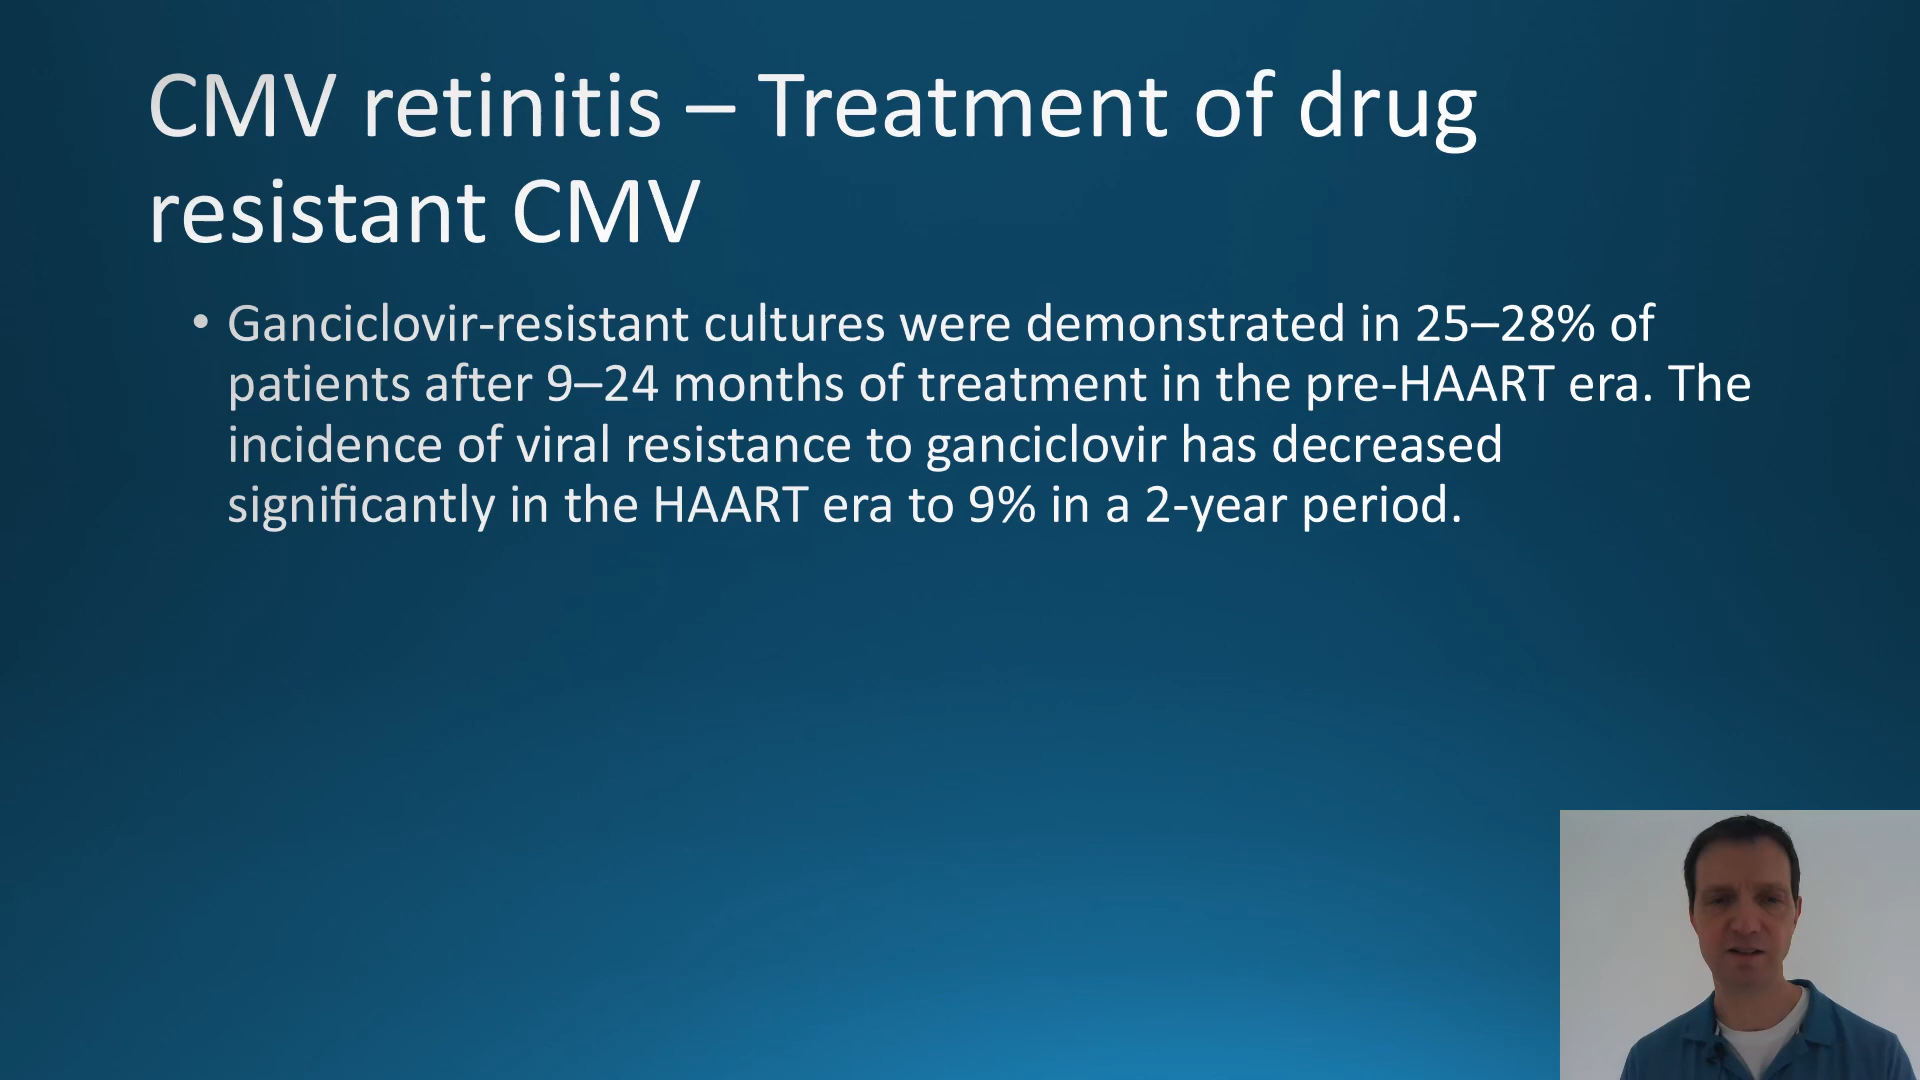 CMV retinitis – Treatment of drug
resistant CMV
• Ganciclovir-resistant cultures were demonstrated in 25–28% of
patients after 9–24 months of treatment in the pre-HAART era. The
incidence of viral resistance to ganciclovir has decreased
significantly in the HAART era to 9% in a 2-year period.